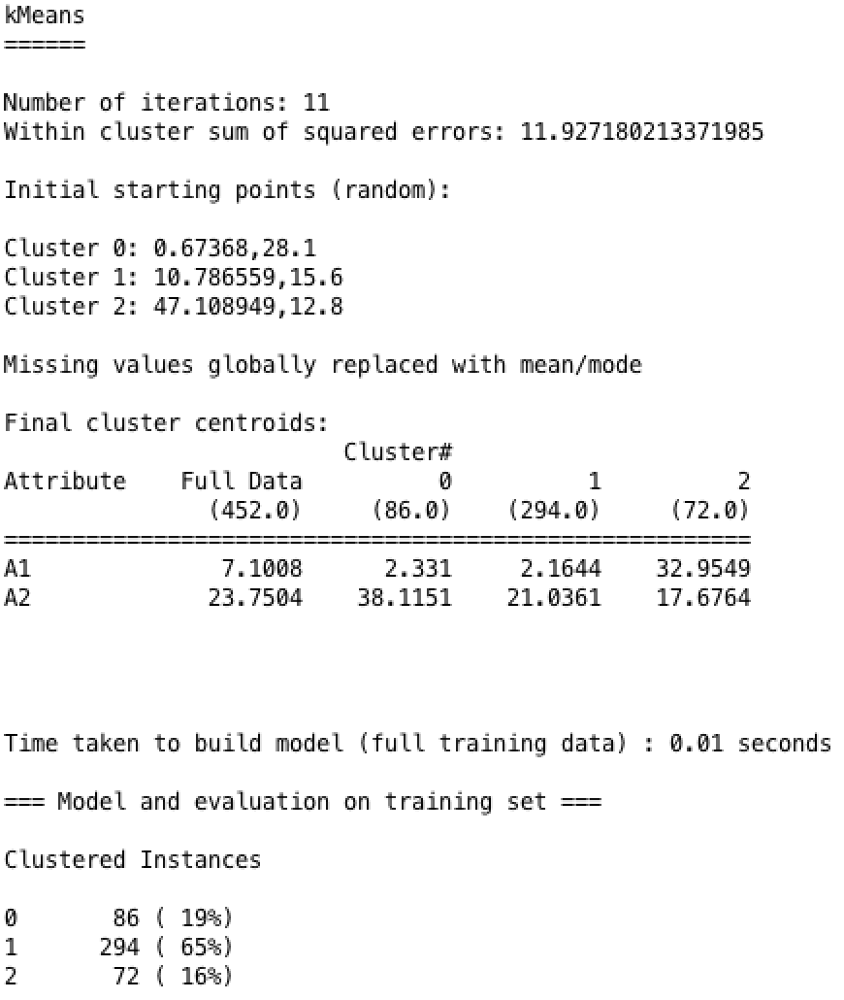 kMeans
======
Number of iterations: 11
Within cluster sum of squared errors: 11.927180213371985
Initial starting points (random):
Cluster 0: 0.67368,28.1
Cluster 1: 10.786559,15.6
Cluster 2: 47.108949,12.8
Missing values globally replaced with mean/mode
Final cluster centroids:
Cluster#
Attribute    Full Data          0          1          2
(452.0)     (86.0)    (294.0)     (72.0)
=======================================================
A1              7.1008      2.331     2.1644    32.9549
A2             23.7504    38.1151    21.0361    17.6764
Time taken to build model (full training data) : 0.01 seconds
=== Model and evaluation on training set ===
Clustered Instances
0       86 ( 19%)
1      294 ( 65%)
2       72 ( 16%)